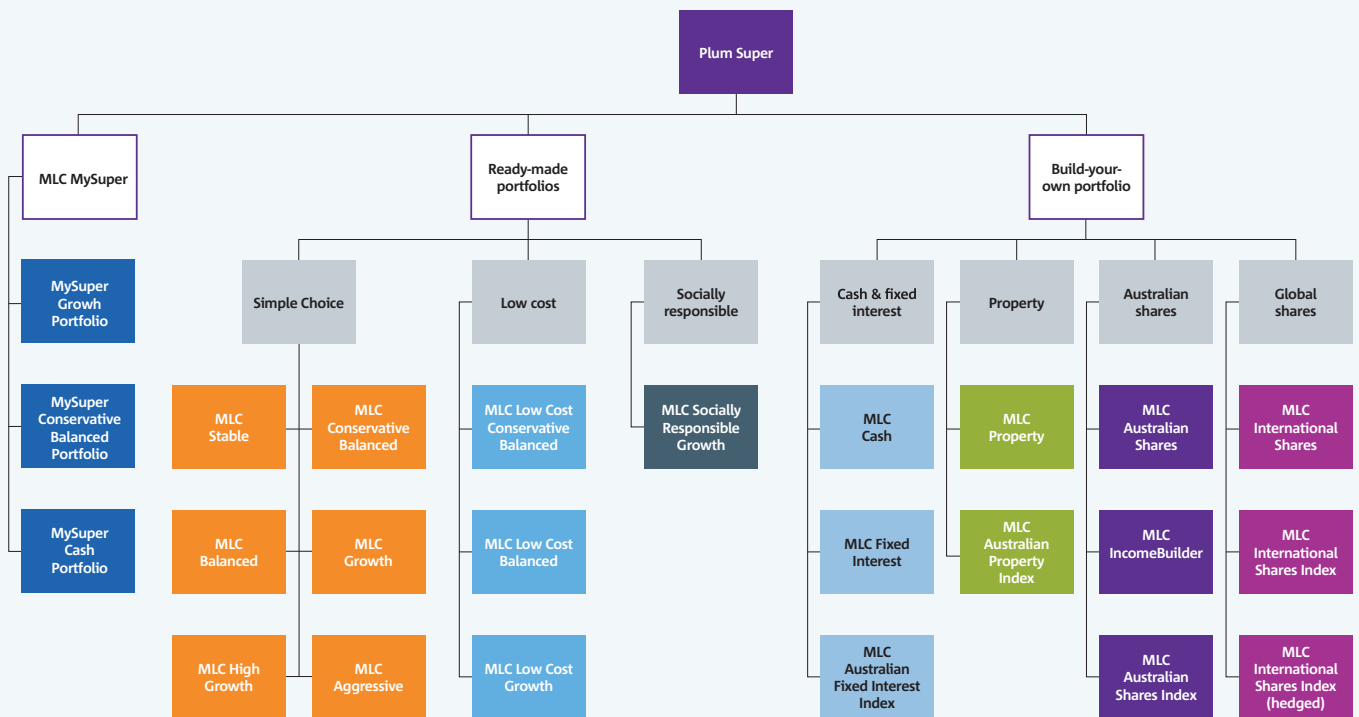 Plum Super
MLC MySuper
Ready-made
portfolios
Build-your-
own portfolio
MySuper
Growh
Portfolio
MySuper
Conservative
Balanced
Portfolio
MySuper
Cash
Portfolio
Simple Choice
Low cost
Socially
responsible
Cash & fixed
interest
Property
Australian
shares
Global
shares
MLC
Stable
MLC
Conservative
Balanced
MLC
Balanced
MLC
Growth
MLC High
Growth
MLC
Aggressive
MLC Low Cost
Conservative
Balanced
MLC Low Cost
Balanced
MLC Low Cost
Growth
MLC Socially
Responsible
Growth
MLC
Cash
MLC Fixed
Interest
MLC
Australian
Fixed Interest
Index
MLC
Property
MLC
Australian
Property
Index
MLC
Australian
Shares
MLC
IncomeBuilder
MLC
Australian
Shares Index
MLC
International
Shares
MLC
International
Shares Index
MLC
International
Shares Index
(hedged)